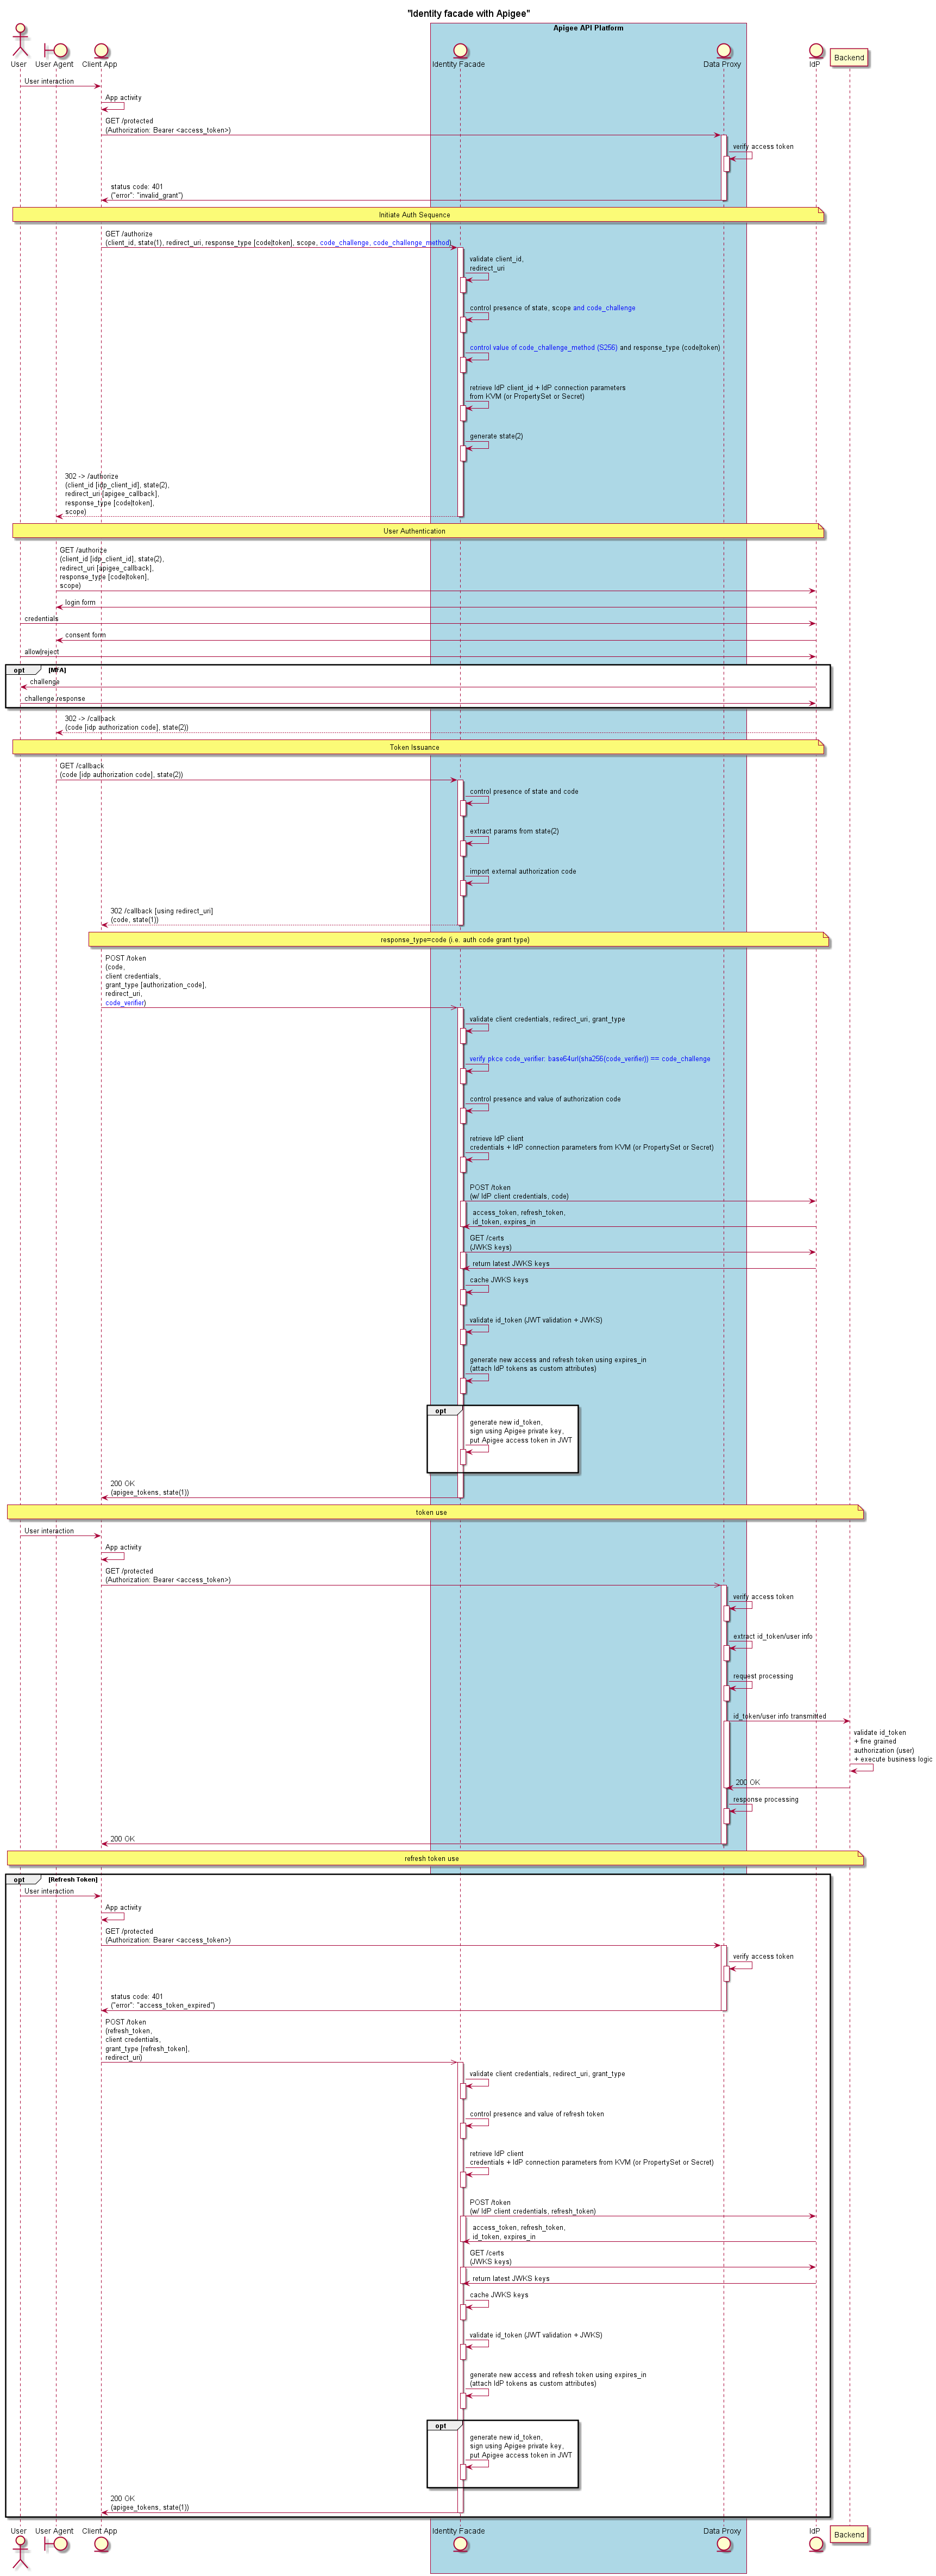 "Identity facade with Apigee"
Apigee API Platform
User
User Agent
Client App
Identity Facade
Data Proxy
IdP
Backend
User interaction
App activity
GET /protected
(Authorization: Bearer <access_token>)
verify access token
status code: 401
("error": "invalid_grant")
Initiate Auth Sequence
GET /authorize
(client_id, state(1), redirect_uri, response_type [code|token], scope, code_challenge, code_challenge_method)
validate client_id,
redirect_uri
control presence of state, scope and code_challenge
control value of code_challenge_method (S256) and response_type (code|token)
retrieve IdP client_id + IdP connection parameters
from KVM (or PropertySet or Secret)
generate state(2)
302 -> /authorize
(client_id [idp_client_id], state(2),
redirect_uri [apigee_callback],
response_type [code|token],
scope)
User Authentication
GET /authorize
(client_id [idp_client_id], state(2),
redirect_uri [apigee_callback],
response_type [code|token],
scope)
login form
credentials
consent form
allow|reject
opt
[MFA]
challenge
challenge response
302 -> /callback
(code [idp authorization code], state(2))
Token Issuance
GET /callback
(code [idp authorization code], state(2))
control presence of state and code
extract params from state(2)
import external authorization code
302 /callback [using redirect_uri]
(code, state(1))
response_type=code (i.e. auth code grant type)
POST /token
(code,
client credentials,
grant_type [authorization_code],
redirect_uri,
code_verifier)
validate client credentials, redirect_uri, grant_type
verify pkce code_verifier: base64url(sha256(code_verifier)) == code_challenge
control presence and value of authorization code
retrieve IdP client
credentials + IdP connection parameters from KVM (or PropertySet or Secret)
POST /token
(w/ IdP client credentials, code)
access_token, refresh_token,
id_token, expires_in
GET /certs
(JWKS keys)
return latest JWKS keys
cache JWKS keys
validate id_token (JWT validation + JWKS)
generate new access and refresh token using expires_in
(attach IdP tokens as custom attributes)
opt
generate new id_token,
sign using Apigee private key,
put Apigee access token in JWT
200 OK
(apigee_tokens, state(1))
token use
User interaction
App activity
GET /protected
(Authorization: Bearer <access_token>)
verify access token
extract id_token/user info
request processing
id_token/user info transmitted
validate id_token
+ fine grained
authorization (user)
+ execute business logic
200 OK
response processing
200 OK
refresh token use
opt
[Refresh Token]
User interaction
App activity
GET /protected
(Authorization: Bearer <access_token>)
verify access token
status code: 401
("error": "access_token_expired")
POST /token
(refresh_token,
client credentials,
grant_type [refresh_token],
redirect_uri)
validate client credentials, redirect_uri, grant_type
control presence and value of refresh token
retrieve IdP client
credentials + IdP connection parameters from KVM (or PropertySet or Secret)
POST /token
(w/ IdP client credentials, refresh_token)
access_token, refresh_token,
id_token, expires_in
GET /certs
(JWKS keys)
return latest JWKS keys
cache JWKS keys
validate id_token (JWT validation + JWKS)
generate new access and refresh token using expires_in
(attach IdP tokens as custom attributes)
opt
generate new id_token,
sign using Apigee private key,
put Apigee access token in JWT
200 OK
(apigee_tokens, state(1))
User
User Agent
Client App
Identity Facade
Data Proxy
IdP
Backend